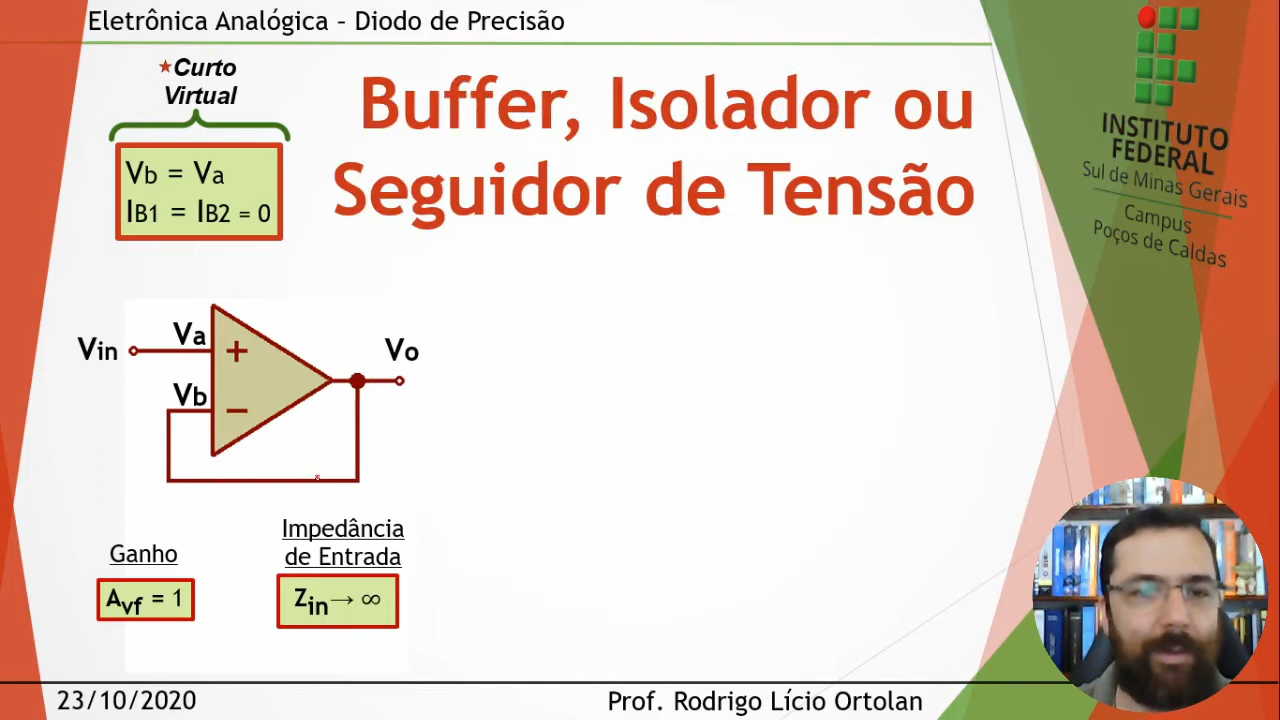 Eletrônica Analógica – Diodo de Precisão
★Curto
Virtual
Buffer, Isolador ou
Seguidor de Tensão
Vb = Va
IB1 = IB2 = 0
INSTITUTO
FEDERAL
Sul de Minas Gerais
Campus
Poços de Caldas
Vin
Va
+
Vo
Vb
−
Ganho
Avf = 1
Impedância
de Entrada
Zin→ ∞
23/10/2020
Prof. Rodrigo Lício Ortolan